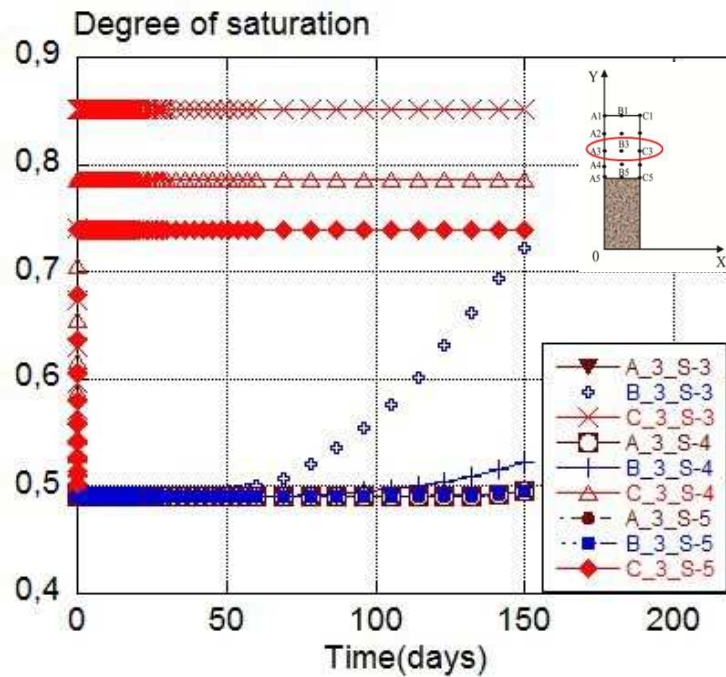 Degree of saturation
0,9
0,8
0,7
0,6
0,5
0,4
0
50
100
150
200
Time(days)
Y
A1
B1
C1
A2
B3
A3
C3
A4
B5
A5
C5
0
X
A_3_S-3
B_3_S-3
C_3_S-3
A_3_S-4
B_3_S-4
C_3_S-4
A_3_S-5
B_3_S-5
C_3_S-5